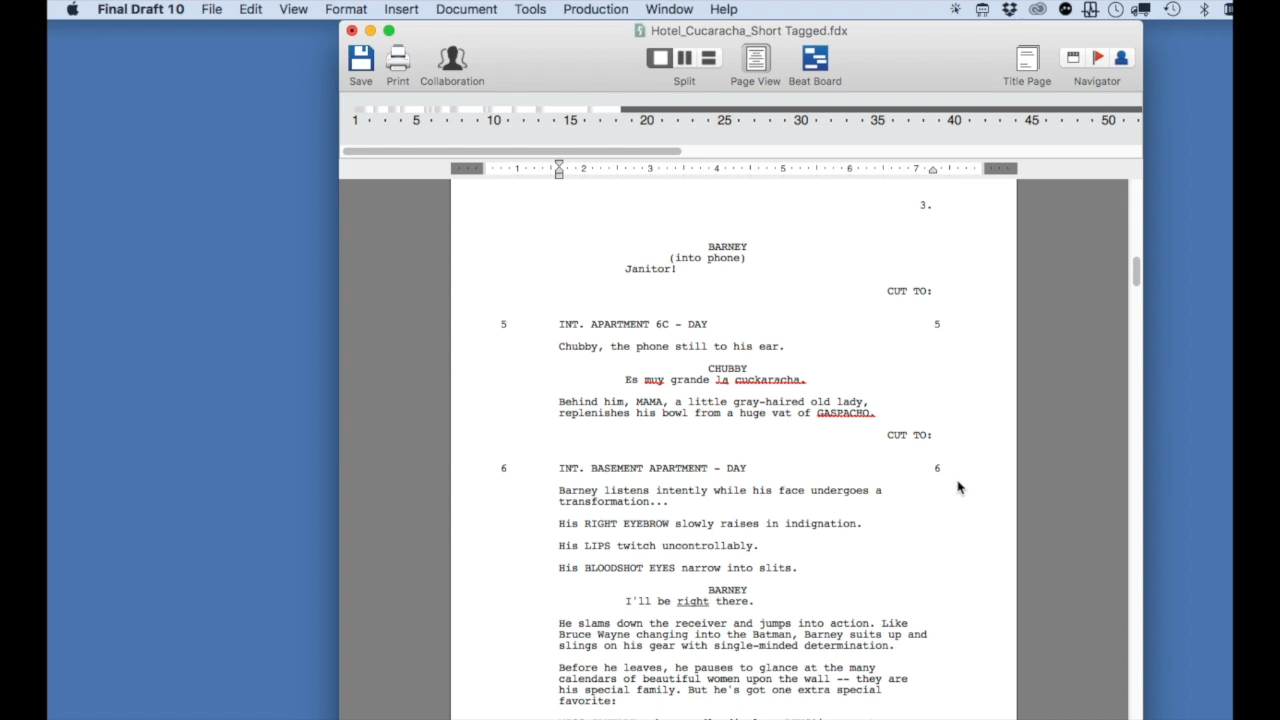 Final Draft 10 File Edit View Format Insert Document Tools Production Window Help
Hotel_Cucaracha_Short Tagged.fdx
Save Print Collaboration Split Page View Beat Board Title Page Navigator
1 5 10 15 20 25 30 35 40 45 50
1 2 3 4 5 6 7
3.
BARNEY
(into phone)
Janitor!
CUT TO:
5 INT. APARTMENT 6C - DAY 5
Chubby, the phone still to his ear.
CHUBBY
Es muy grande la cuckaracha.
Behind him, MAMA, a little gray-haired old lady,
replenishes his bowl from a huge vat of GASPACHO.
CUT TO:
6 INT. BASEMENT APARTMENT - DAY 6
Barney listens intently while his face undergoes a
transformation...
His RIGHT EYEBROW slowly raises in indignation.
His LIPS twitch uncontrollably.
His BLOODSHOT EYES narrow into slits.
BARNEY
I'll be right there.
He slams down the receiver and jumps into action. Like
Bruce Wayne changing into the Batman, Barney suits up and
slings on his gear with single-minded determination.
Before he leaves, he pauses to glance at the many
calendars of beautiful women upon the wall -- they are
his special family. But he's got one extra special
favorite: